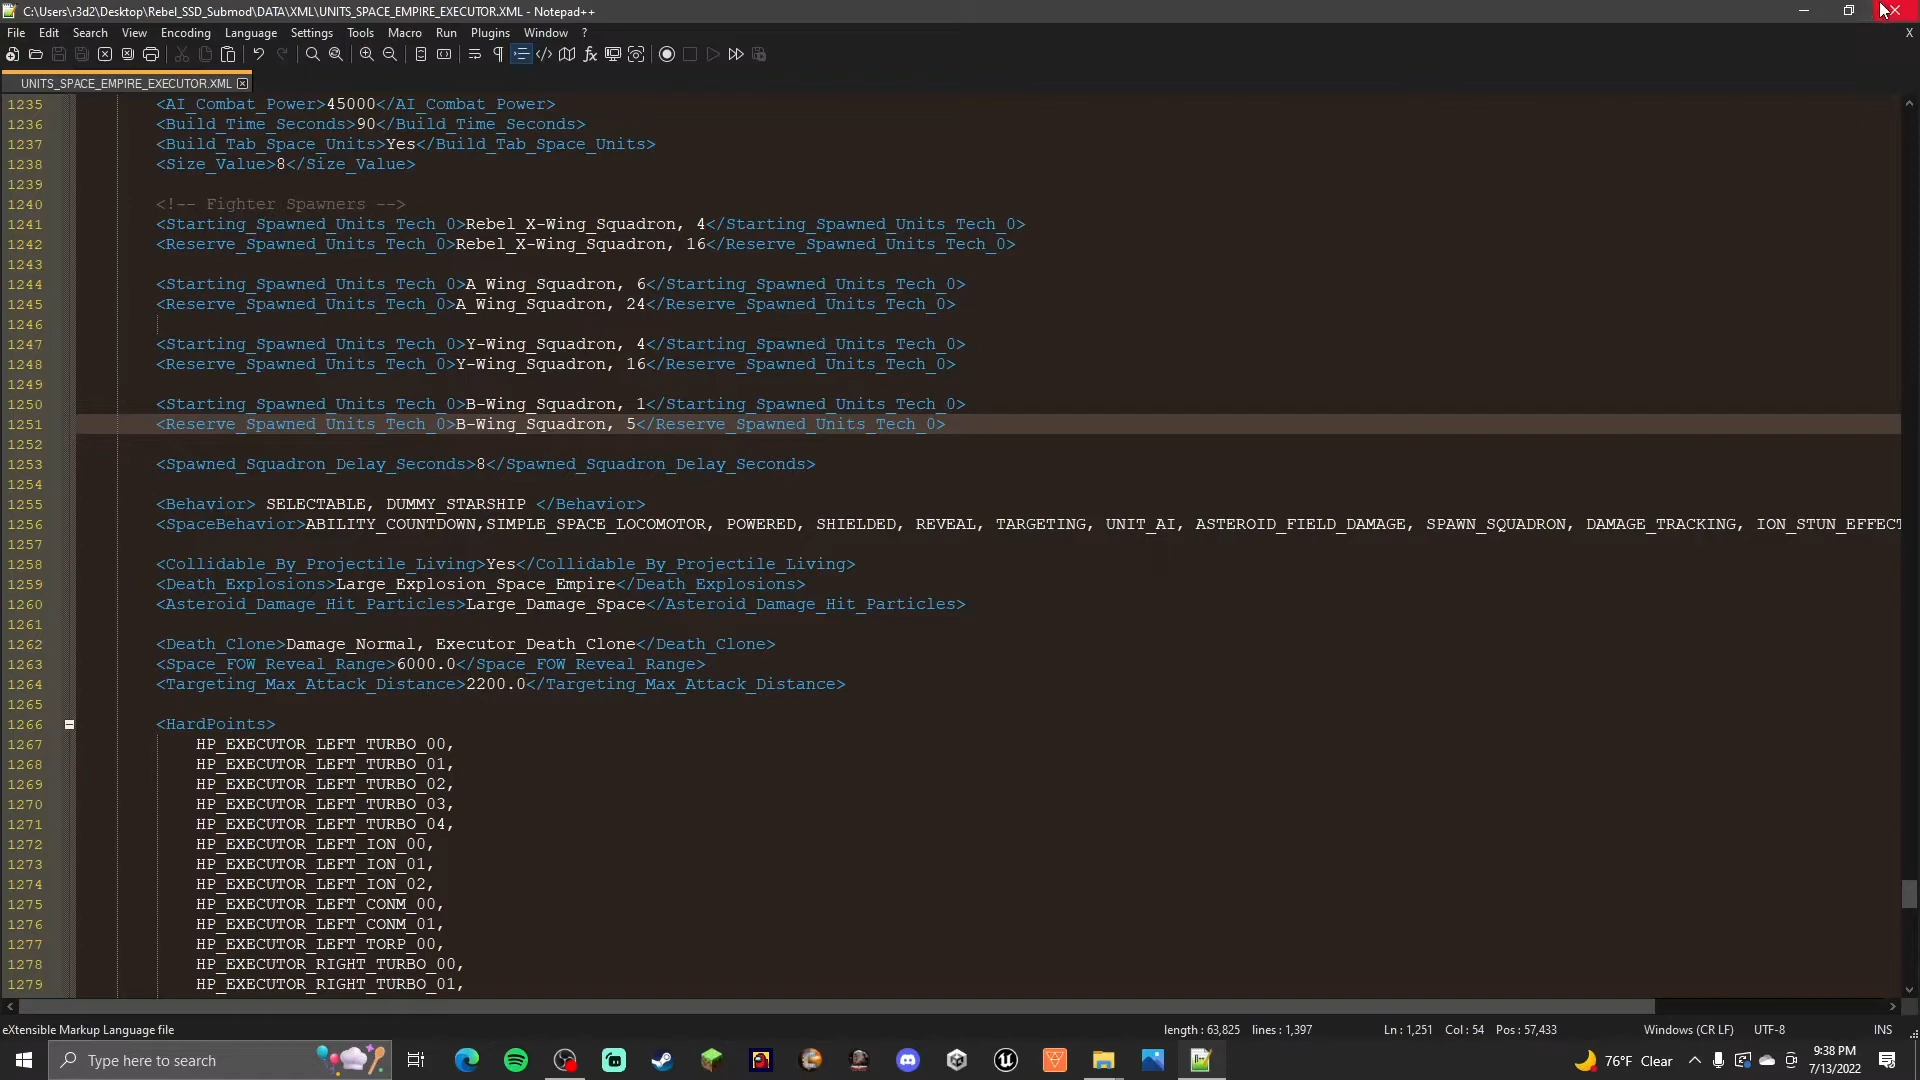 C:\Users\r3d2\Desktop\Rebel_SSD_Submod\DATA\XML\UNITS_SPACE_EMPIRE_EXECUTOR.XML - Notepad++
File Edit Search View Encoding Language Settings Tools Macro Run Plugins Window ? X
UNITS_SPACE_EMPIRE_EXECUTOR.XML
1235 <AI_Combat_Power>45000</AI_Combat_Power>
1236 <Build_Time_Seconds>90</Build_Time_Seconds>
1237 <Build_Tab_Space_Units>Yes</Build_Tab_Space_Units>
1238 <Size_Value>8</Size_Value>
1239
1240 <!-- Fighter Spawners -->
1241 <Starting_Spawned_Units_Tech_0>Rebel_X-Wing_Squadron, 4</Starting_Spawned_Units_Tech_0>
1242 <Reserve_Spawned_Units_Tech_0>Rebel_X-Wing_Squadron, 16</Reserve_Spawned_Units_Tech_0>
1243
1244 <Starting_Spawned_Units_Tech_0>A_Wing_Squadron, 6</Starting_Spawned_Units_Tech_0>
1245 <Reserve_Spawned_Units_Tech_0>A_Wing_Squadron, 24</Reserve_Spawned_Units_Tech_0>
1246
1247 <Starting_Spawned_Units_Tech_0>Y-Wing_Squadron, 4</Starting_Spawned_Units_Tech_0>
1248 <Reserve_Spawned_Units_Tech_0>Y-Wing_Squadron, 16</Reserve_Spawned_Units_Tech_0>
1249
1250 <Starting_Spawned_Units_Tech_0>B-Wing_Squadron, 1</Starting_Spawned_Units_Tech_0>
1251 <Reserve_Spawned_Units_Tech_0>B-Wing_Squadron, 5</Reserve_Spawned_Units_Tech_0>
1252
1253 <Spawned_Squadron_Delay_Seconds>8</Spawned_Squadron_Delay_Seconds>
1254
1255 <Behavior> SELECTABLE, DUMMY_STARSHIP </Behavior>
1256 <SpaceBehavior>ABILITY_COUNTDOWN,SIMPLE_SPACE_LOCOMOTOR, POWERED, SHIELDED, REVEAL, TARGETING, UNIT_AI, ASTEROID_FIELD_DAMAGE, SPAWN_SQUADRON, DAMAGE_TRACKING, ION_STUN_EFFECT
1257
1258 <Collidable_By_Projectile_Living>Yes</Collidable_By_Projectile_Living>
1259 <Death_Explosions>Large_Explosion_Space_Empire</Death_Explosions>
1260 <Asteroid_Damage_Hit_Particles>Large_Damage_Space</Asteroid_Damage_Hit_Particles>
1261
1262 <Death_Clone>Damage_Normal, Executor_Death_Clone</Death_Clone>
1263 <Space_FOW_Reveal_Range>6000.0</Space_FOW_Reveal_Range>
1264 <Targeting_Max_Attack_Distance>2200.0</Targeting_Max_Attack_Distance>
1265
1266 <HardPoints>
1267 HP_EXECUTOR_LEFT_TURBO_00,
1268 HP_EXECUTOR_LEFT_TURBO_01,
1269 HP_EXECUTOR_LEFT_TURBO_02,
1270 HP_EXECUTOR_LEFT_TURBO_03,
1271 HP_EXECUTOR_LEFT_TURBO_04,
1272 HP_EXECUTOR_LEFT_ION_00,
1273 HP_EXECUTOR_LEFT_ION_01,
1274 HP_EXECUTOR_LEFT_ION_02,
1275 HP_EXECUTOR_LEFT_CONM_00,
1276 HP_EXECUTOR_LEFT_CONM_01,
1277 HP_EXECUTOR_LEFT_TORP_00,
1278 HP_EXECUTOR_RIGHT_TURBO_00,
1279 HP_EXECUTOR_RIGHT_TURBO_01,
eXtensible Markup Language file length : 63,825 lines : 1,397 Ln : 1,251 Col : 54 Pos : 57,433 Windows (CR LF) UTF-8 INS
Type here to search 76°F Clear 9:38 PM
7/13/2022